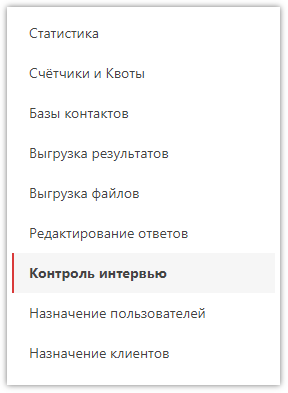 Статистика
Счётчики и Квоты
Базы контактов
Выгрузка результатов
Выгрузка файлов
Редактирование ответов
Контроль интервью
Назначение пользователей
Назначение клиентов